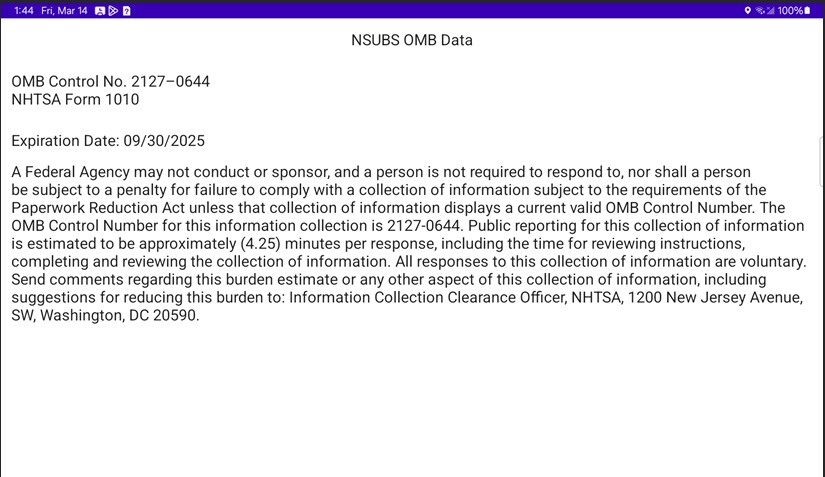 1:44 Fri, Mar 14 100%
NSUBS OMB Data
OMB Control No. 2127–0644
NHTSA Form 1010
Expiration Date: 09/30/2025
A Federal Agency may not conduct or sponsor, and a person is not required to respond to, nor shall a person
be subject to a penalty for failure to comply with a collection of information subject to the requirements of the
Paperwork Reduction Act unless that collection of information displays a current valid OMB Control Number. The
OMB Control Number for this information collection is 2127-0644. Public reporting for this collection of information
is estimated to be approximately (4.25) minutes per response, including the time for reviewing instructions,
completing and reviewing the collection of information. All responses to this collection of information are voluntary.
Send comments regarding this burden estimate or any other aspect of this collection of information, including
suggestions for reducing this burden to: Information Collection Clearance Officer, NHTSA, 1200 New Jersey Avenue,
SW, Washington, DC 20590.